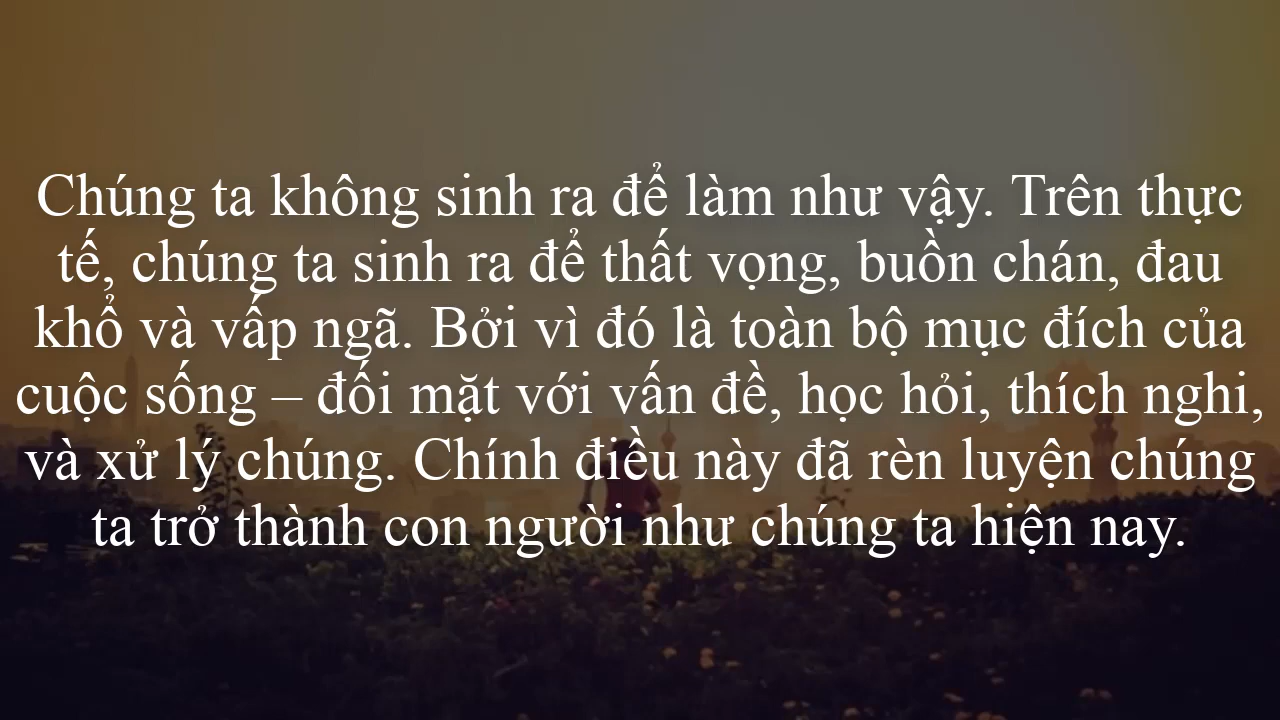 Chúng ta không sinh ra để làm như vậy. Trên thực
tế, chúng ta sinh ra để thất vọng, buồn chán, đau
khổ và vấp ngã. Bởi vì đó là toàn bộ mục đích của
cuộc sống – đối mặt với vấn đề, học hỏi, thích nghi,
và xử lý chúng. Chính điều này đã rèn luyện chúng
ta trở thành con người như chúng ta hiện nay.